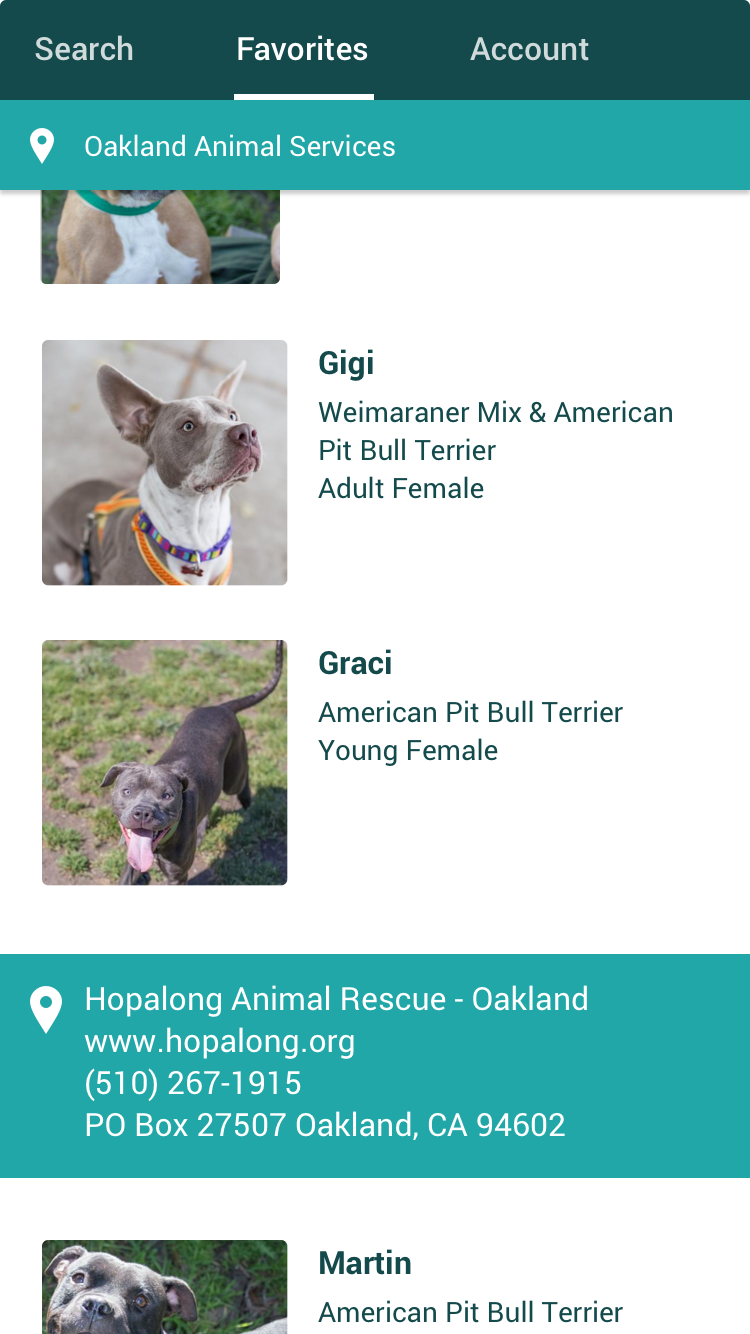 Search
Favorites
Account
Oakland Animal Services
Gigi
Weimaraner Mix & American
Pit Bull Terrier
Adult Female
Graci
American Pit Bull Terrier
Young Female
Hopalong Animal Rescue - Oakland
www.hopalong.org
(510) 267-1915
PO Box 27507 Oakland, CA 94602
Martin
American Pit Bull Terrier